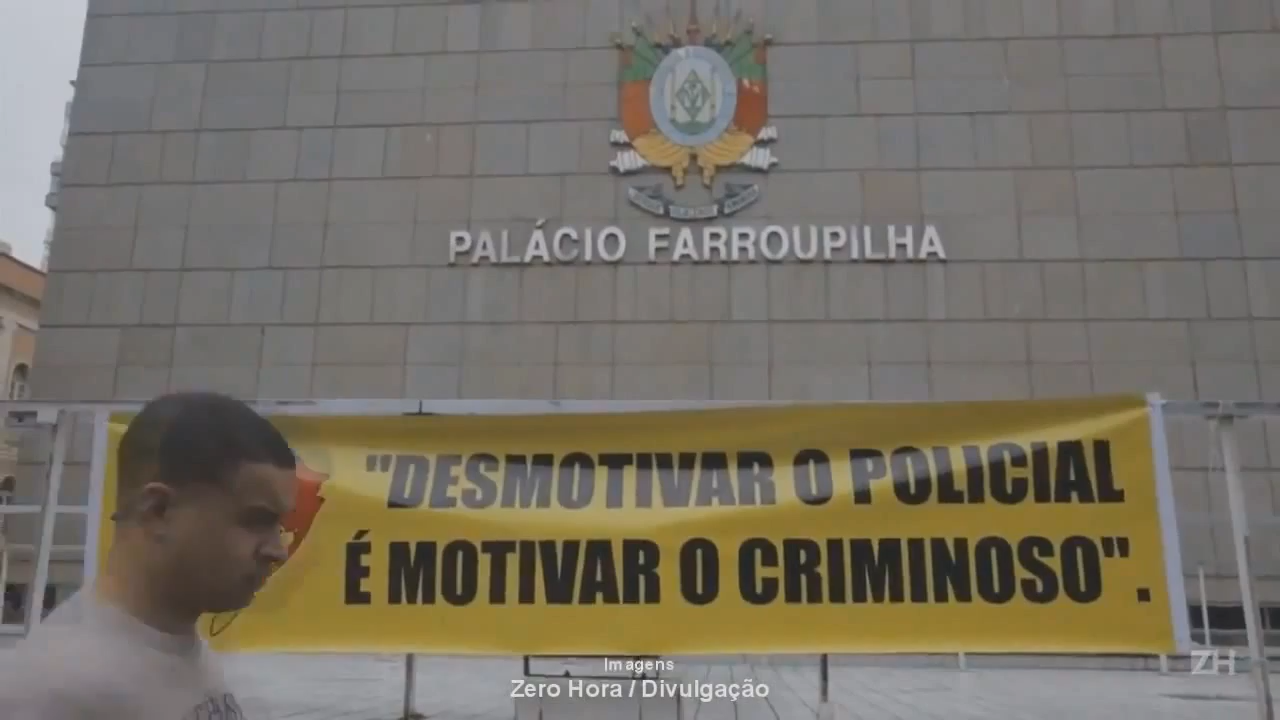 PALÁCIO FARROUPILHA
"DESMOTIVAR O POLICIAL
É MOTIVAR O CRIMINOSO".
Imagens
Zero Hora / Divulgação
ZH